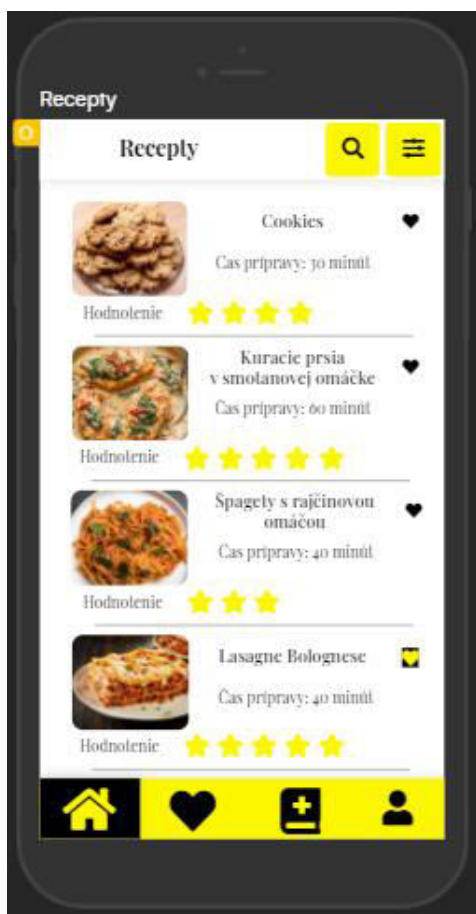 Recepty
Recepty
Cookies
Čas prípravy: 30 minút
Hodnotenie
Kuracie prsia
v smotanovej omáčke
Čas prípravy: 60 minút
Hodnotenie
Špagety s rajčinovou
omáčou
Čas prípravy: 40 minút
Hodnotenie
Lasagne Bolognese
Čas prípravy: 40 minút
Hodnotenie